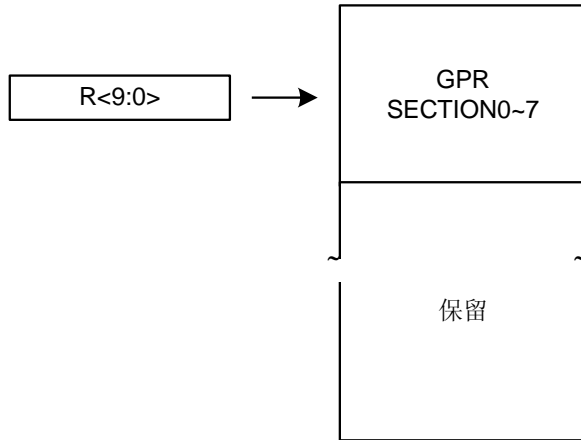 R<9:0>
GPR
SECTION0~7
~
~
保留